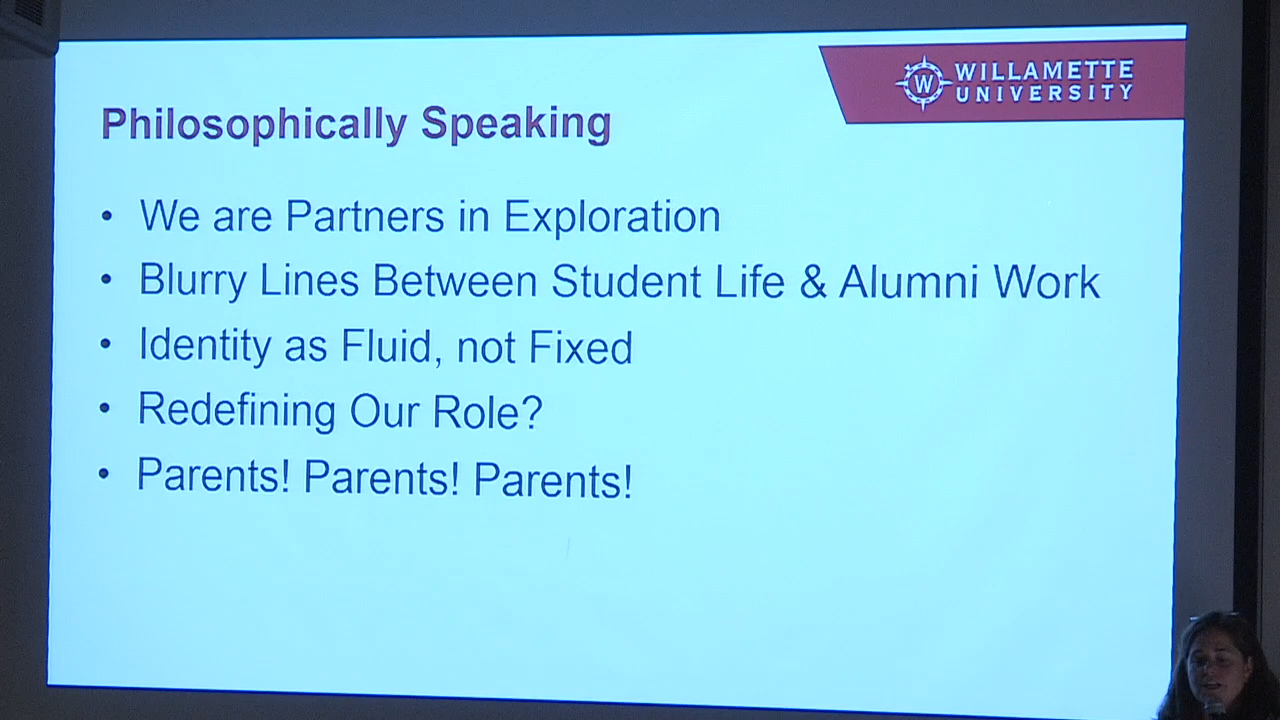 WILLAMETTE
UNIVERSITY
W
Philosophically Speaking
• We are Partners in Exploration
• Blurry Lines Between Student Life & Alumni Work
• Identity as Fluid, not Fixed
• Redefining Our Role?
• Parents! Parents! Parents!